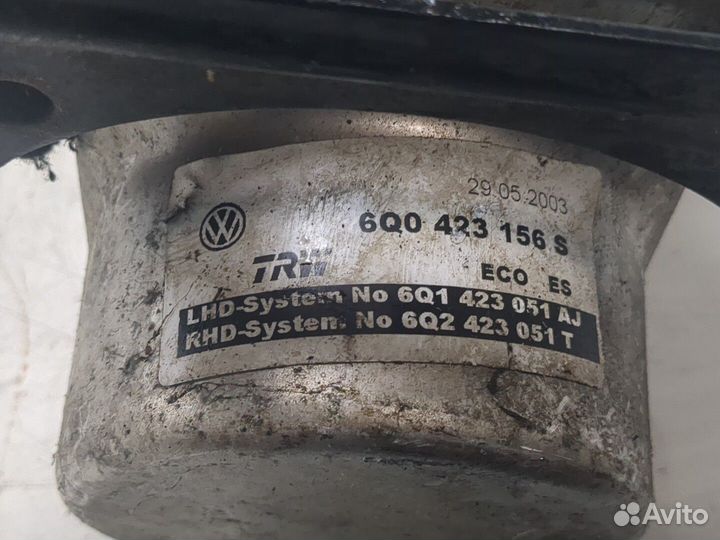 29.05.2003
6Q0 423 156 S
TRW
ECO ES
LHD-System No 6Q1 423 051 AJ
RHD-System No 6Q2 423 051 T
Avito